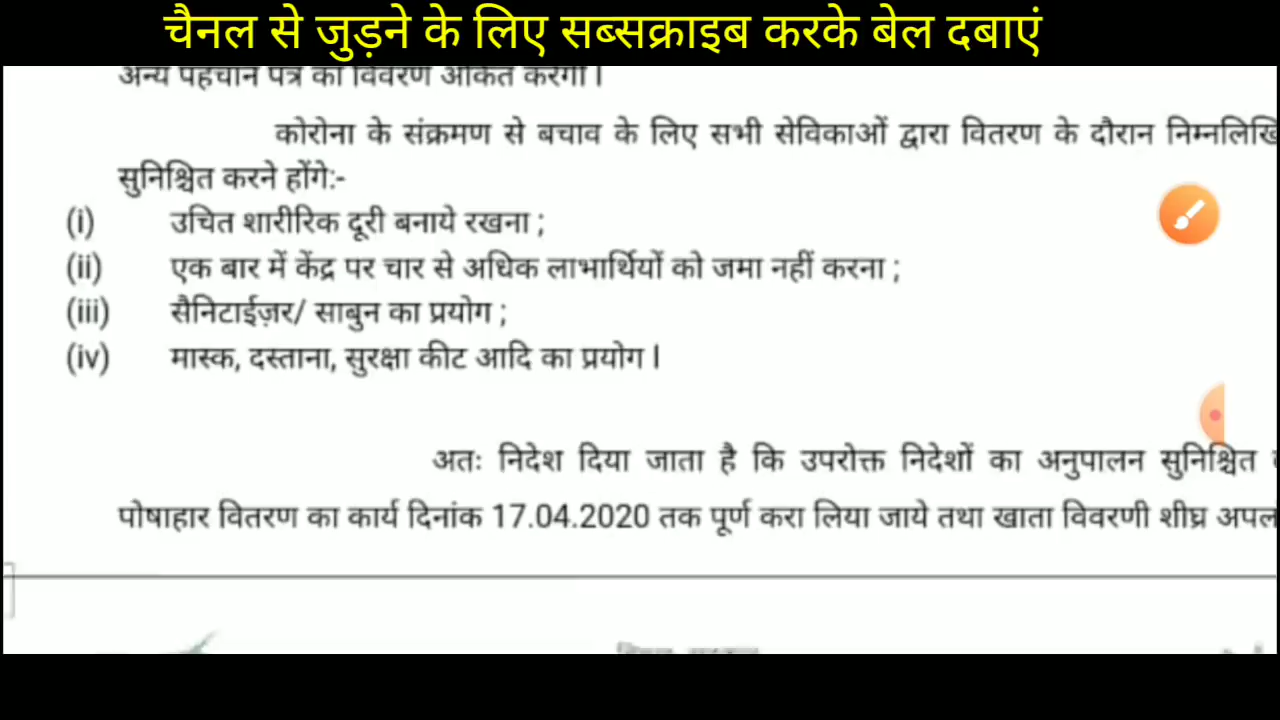 चैनल से जुड़ने के लिए सब्सक्राइब करके बेल दबाएं
अन्य पहचान पत्र का विवरण अंकित करेगी ।
कोरोना के संक्रमण से बचाव के लिए सभी सेविकाओं द्वारा वितरण के दौरान
सुनिश्चित करने होंगे:-
(i) उचित शारीरिक दूरी बनाये रखना ;
(ii) एक बार में केंद्र पर चार से अधिक लाभार्थियों को जमा नहीं करना ;
(iii) सैनिटाईज़र/ साबुन का प्रयोग ;
(iv) मास्क, दस्ताना, सुरक्षा कीट आदि का प्रयोग ।
अतः निदेश दिया जाता है कि उपरोक्त निदेशों का अनुपालन सुनिश्चित
पोषाहार वितरण का कार्य दिनांक 17.04.2020 तक पूर्ण करा लिया जाये तथा खाता विवरणी शीघ्र